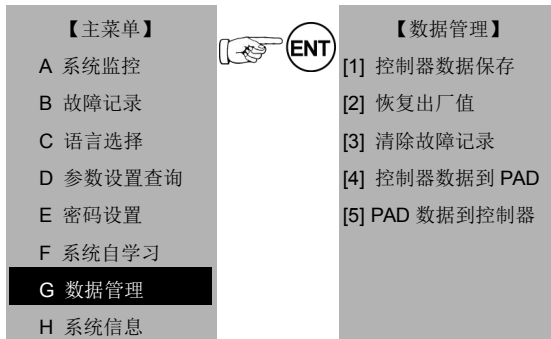 【主菜单】
A 系统监控
B 故障记录
C 语言选择
D 参数设置查询
E 密码设置
F 系统自学习
G 数据管理
H 系统信息
ENT
【数据管理】
[1] 控制器数据保存
[2] 恢复出厂值
[3] 清除故障记录
[4] 控制器数据到 PAD
[5] PAD 数据到控制器